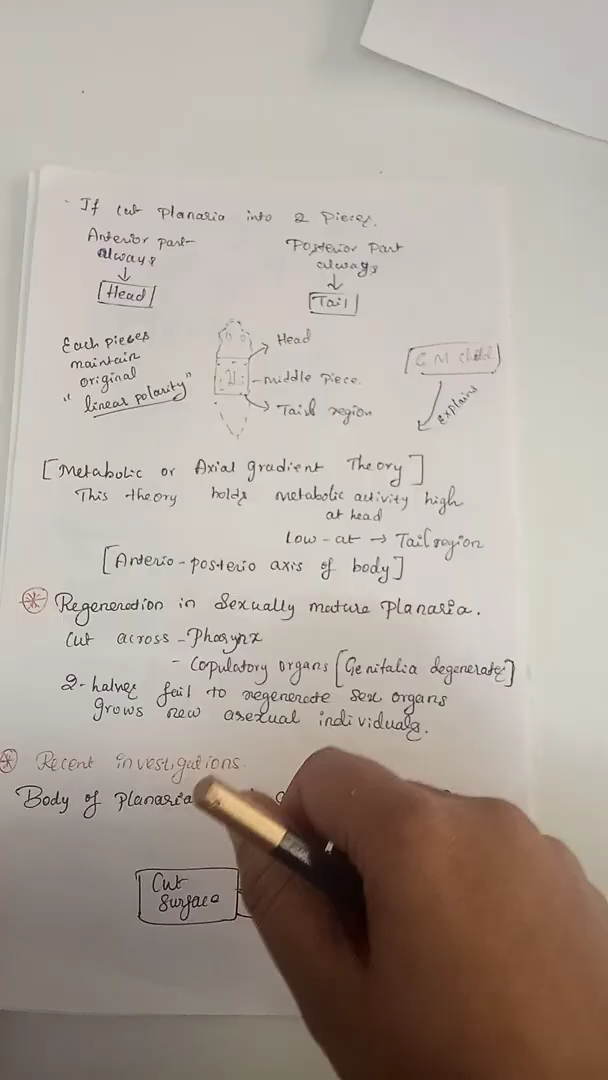 - If cut planaria into 2 pieces.
Anterior part always
↓
[Head]
Posterior part always
↓
[Tail]
Each pieces maintain original "linear polarity"
Head
middle piece
Tail region
[C M child]
explains
[Metabolic or Axial gradient Theory]
This theory holds metabolic activity high at head
Low-at → Tail region
[Anterio-posterio axis of body]
Regeneration in Sexually mature planaria.
Cut across - Pharynx
- Copulatory organs [Genitalia degenerate]
2-halves fail to regenerate sex organs
grows new asexual individuals.
Recent investigations.
Body of planaria
Cut Surface